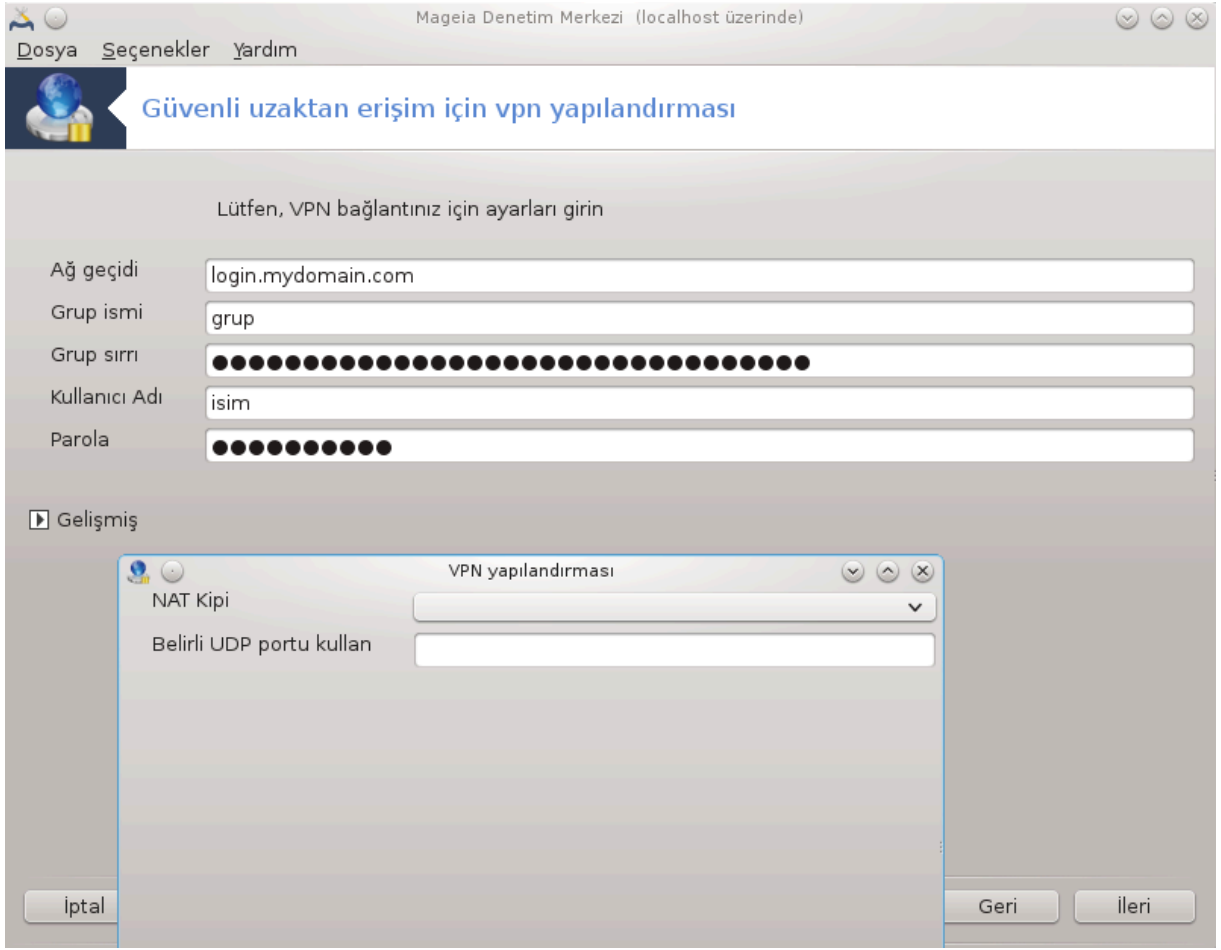 Mageia Denetim Merkezi (localhost üzerinde)
Dosya Seçenekler Yardım
Güvenli uzaktan erişim için vpn yapılandırması
Lütfen, VPN bağlantınız için ayarları girin
Ağ geçidi login.mydomain.com
Grup ismi grup
Grup sırrı ●●●●●●●●●●●●●●●●●●●●●●●●●●●●●●●●●
Kullanıcı Adı isim
Parola ●●●●●●●●●●
Gelişmiş
VPN yapılandırması
NAT Kipi
Belirli UDP portu kullan
İptal Geri İleri